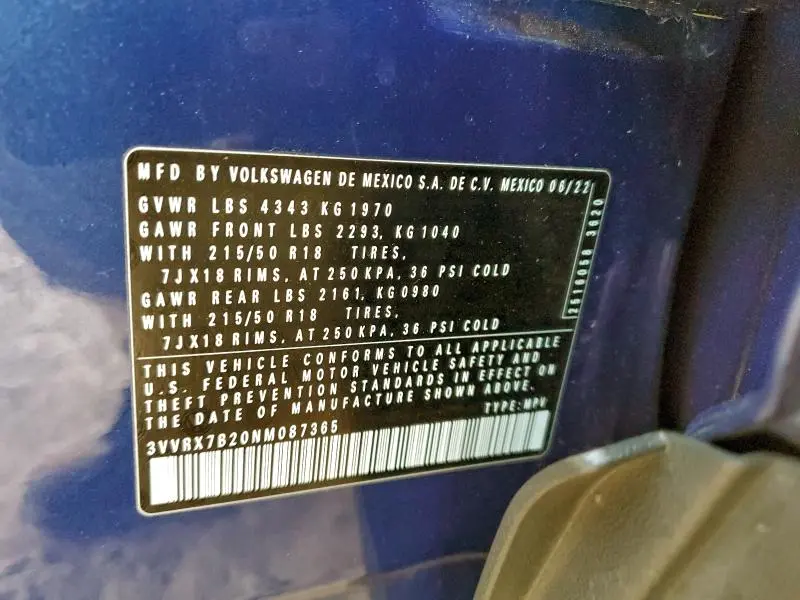 MFD BY VOLKSWAGEN DE MEXICO S.A. DE C.V. MEXICO 06/22
GVWR LBS 4343 KG 1970
GAWR FRONT LBS 2293, KG 1040
WITH 215/50 R18 TIRES,
7JX18 RIMS, AT 250 KPA, 36 PSI COLD
GAWR REAR LBS 2161, KG 0980
WITH 215/50 R18 TIRES,
7JX18 RIMS, AT 250 KPA, 36 PSI COLD
2516058 3620
THIS VEHICLE CONFORMS TO ALL APPLICABLE
U.S. FEDERAL MOTOR VEHICLE SAFETY AND
THEFT PREVENTION STANDARDS IN EFFECT ON
THE DATE OF MANUFACTURE SHOWN ABOVE.
TYPE: MPV
3VVRX7B20NM087365